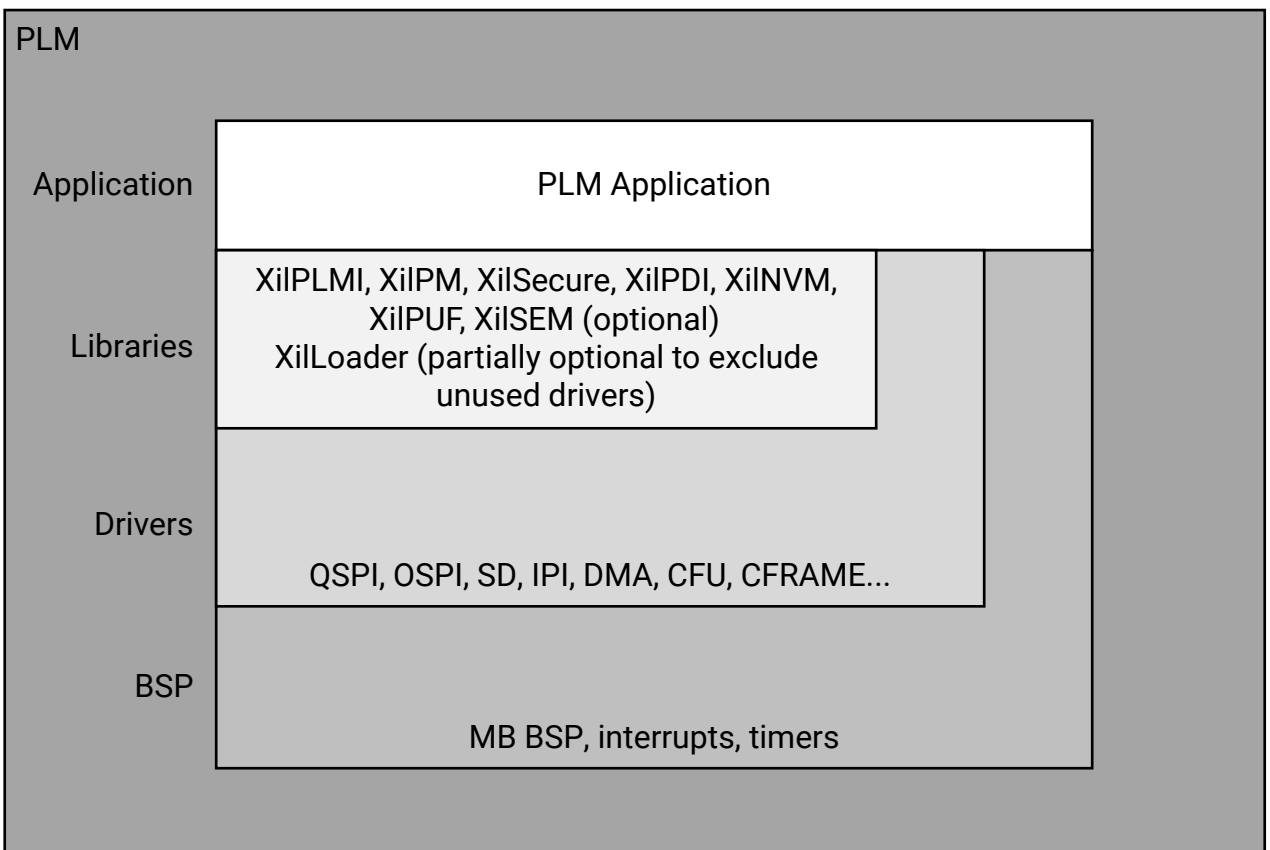 PLM
Application
PLM Application
Libraries
XilPLMI, XilPM, XilSecure, XilPDI, XilNVM,
XilPUF, XilSEM (optional)
XilLoader (partially optional to exclude
unused drivers)
Drivers
QSPI, OSPI, SD, IPI, DMA, CFU, CFRAME...
BSP
MB BSP, interrupts, timers